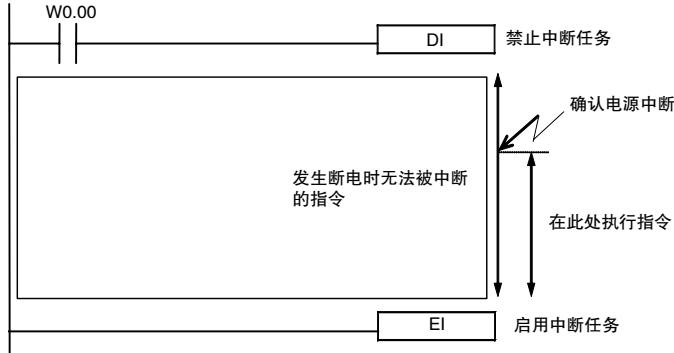 W0.00
DI 禁止中断任务
确认电源中断
发生断电时无法被中断
的指令
在此处执行指令
EI 启用中断任务